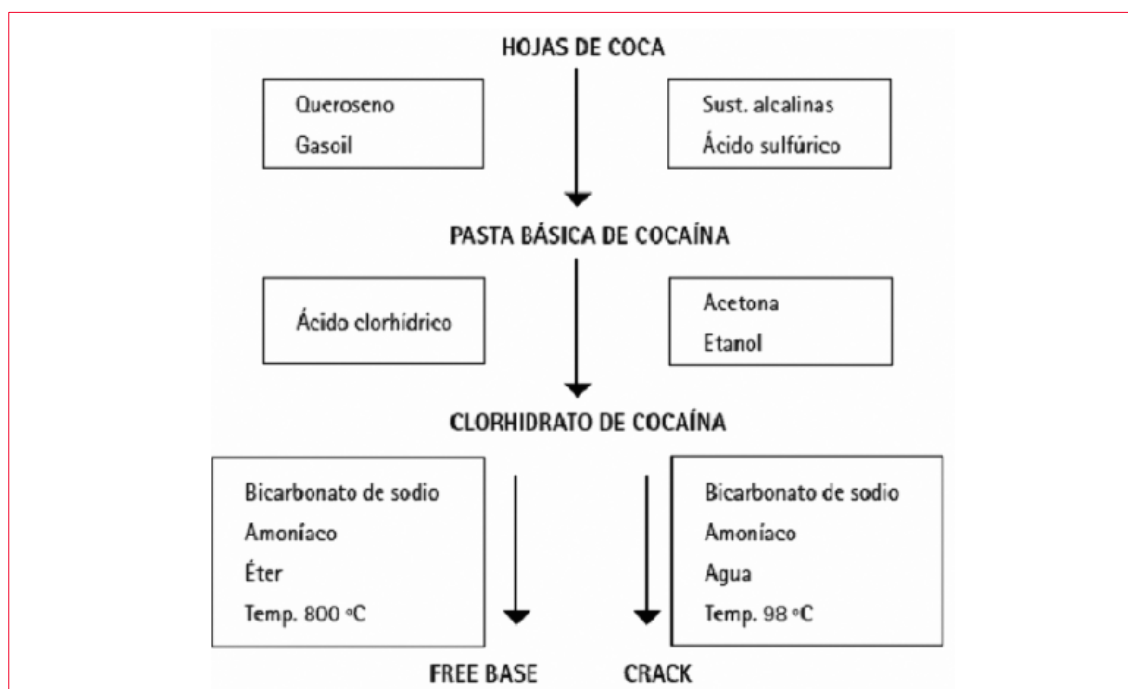 HOJAS DE COCA
Queroseno
Gasoil
Sust. alcalinas
Ácido sulfúrico
PASTA BÁSICA DE COCAÍNA
Ácido clorhídrico
Acetona
Etanol
CLORHIDRATO DE COCAÍNA
Bicarbonato de sodio
Amoníaco
Éter
Temp. 800 ºC
Bicarbonato de sodio
Amoníaco
Agua
Temp. 98 ºC
FREE BASE
CRACK